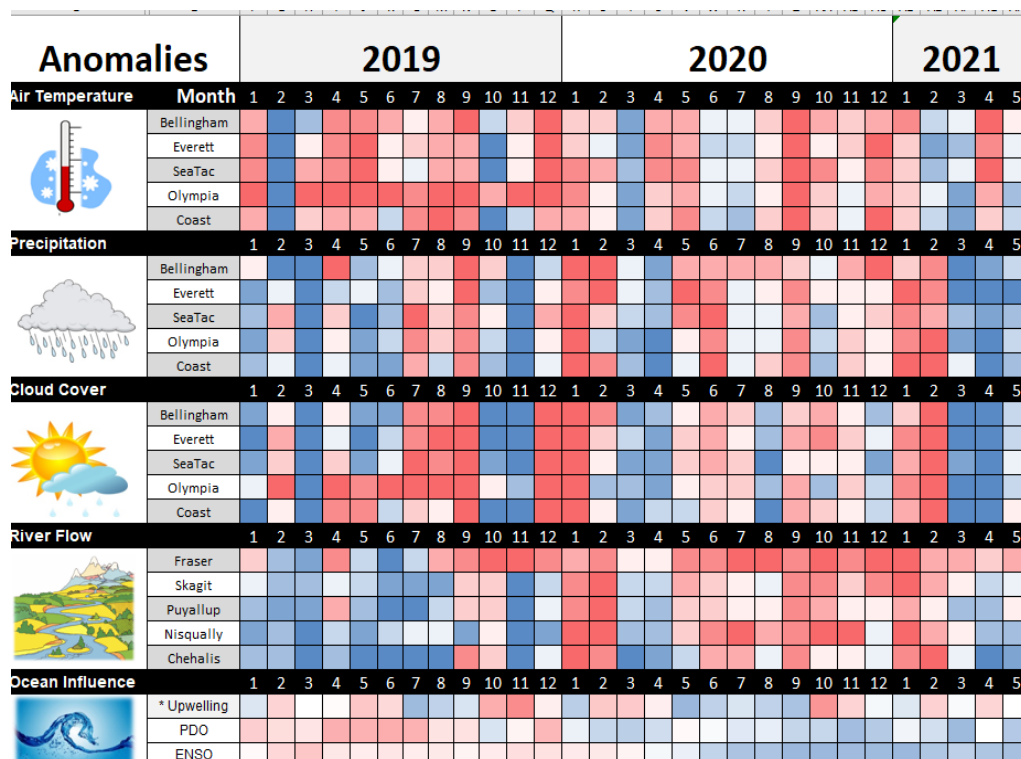 Anomalies 2019 2020 2021
Air Temperature Month 1 2 3 4 5 6 7 8 9 10 11 12 1 2 3 4 5 6 7 8 9 10 11 12 1 2 3 4 5
Bellingham
Everett
SeaTac
Olympia
Coast
Precipitation 1 2 3 4 5 6 7 8 9 10 11 12 1 2 3 4 5 6 7 8 9 10 11 12 1 2 3 4 5
Bellingham
Everett
SeaTac
Olympia
Coast
Cloud Cover 1 2 3 4 5 6 7 8 9 10 11 12 1 2 3 4 5 6 7 8 9 10 11 12 1 2 3 4 5
Bellingham
Everett
SeaTac
Olympia
Coast
River Flow 1 2 3 4 5 6 7 8 9 10 11 12 1 2 3 4 5 6 7 8 9 10 11 12 1 2 3 4 5
Fraser
Skagit
Puyallup
Nisqually
Chehalis
Ocean Influence 1 2 3 4 5 6 7 8 9 10 11 12 1 2 3 4 5 6 7 8 9 10 11 12 1 2 3 4 5
* Upwelling
PDO
ENSO